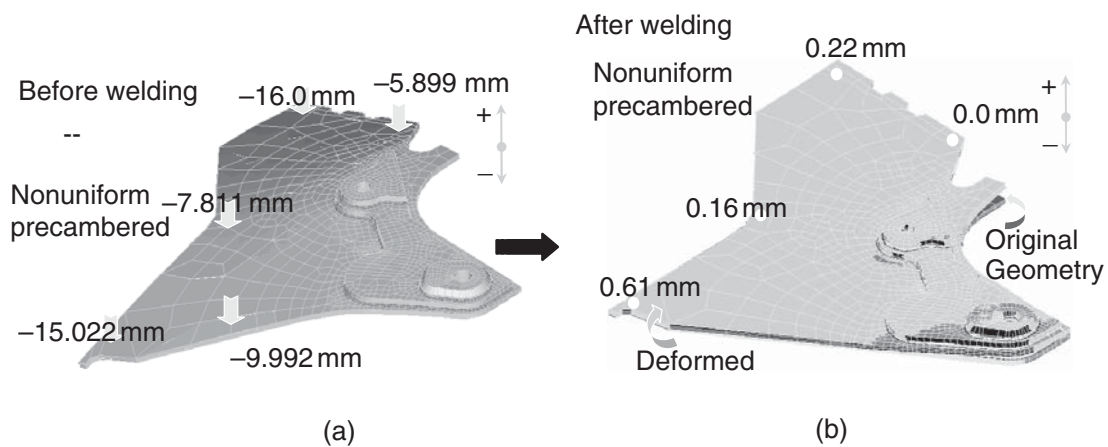 Before welding
--
Nonuniform
precambered
−16.0 mm
−5.899 mm
+
−
−7.811 mm
−15.022 mm
−9.992 mm
(a)
After welding
Nonuniform
precambered
0.22 mm
+
0.0 mm
−
0.16 mm
Original
Geometry
0.61 mm
Deformed
(b)